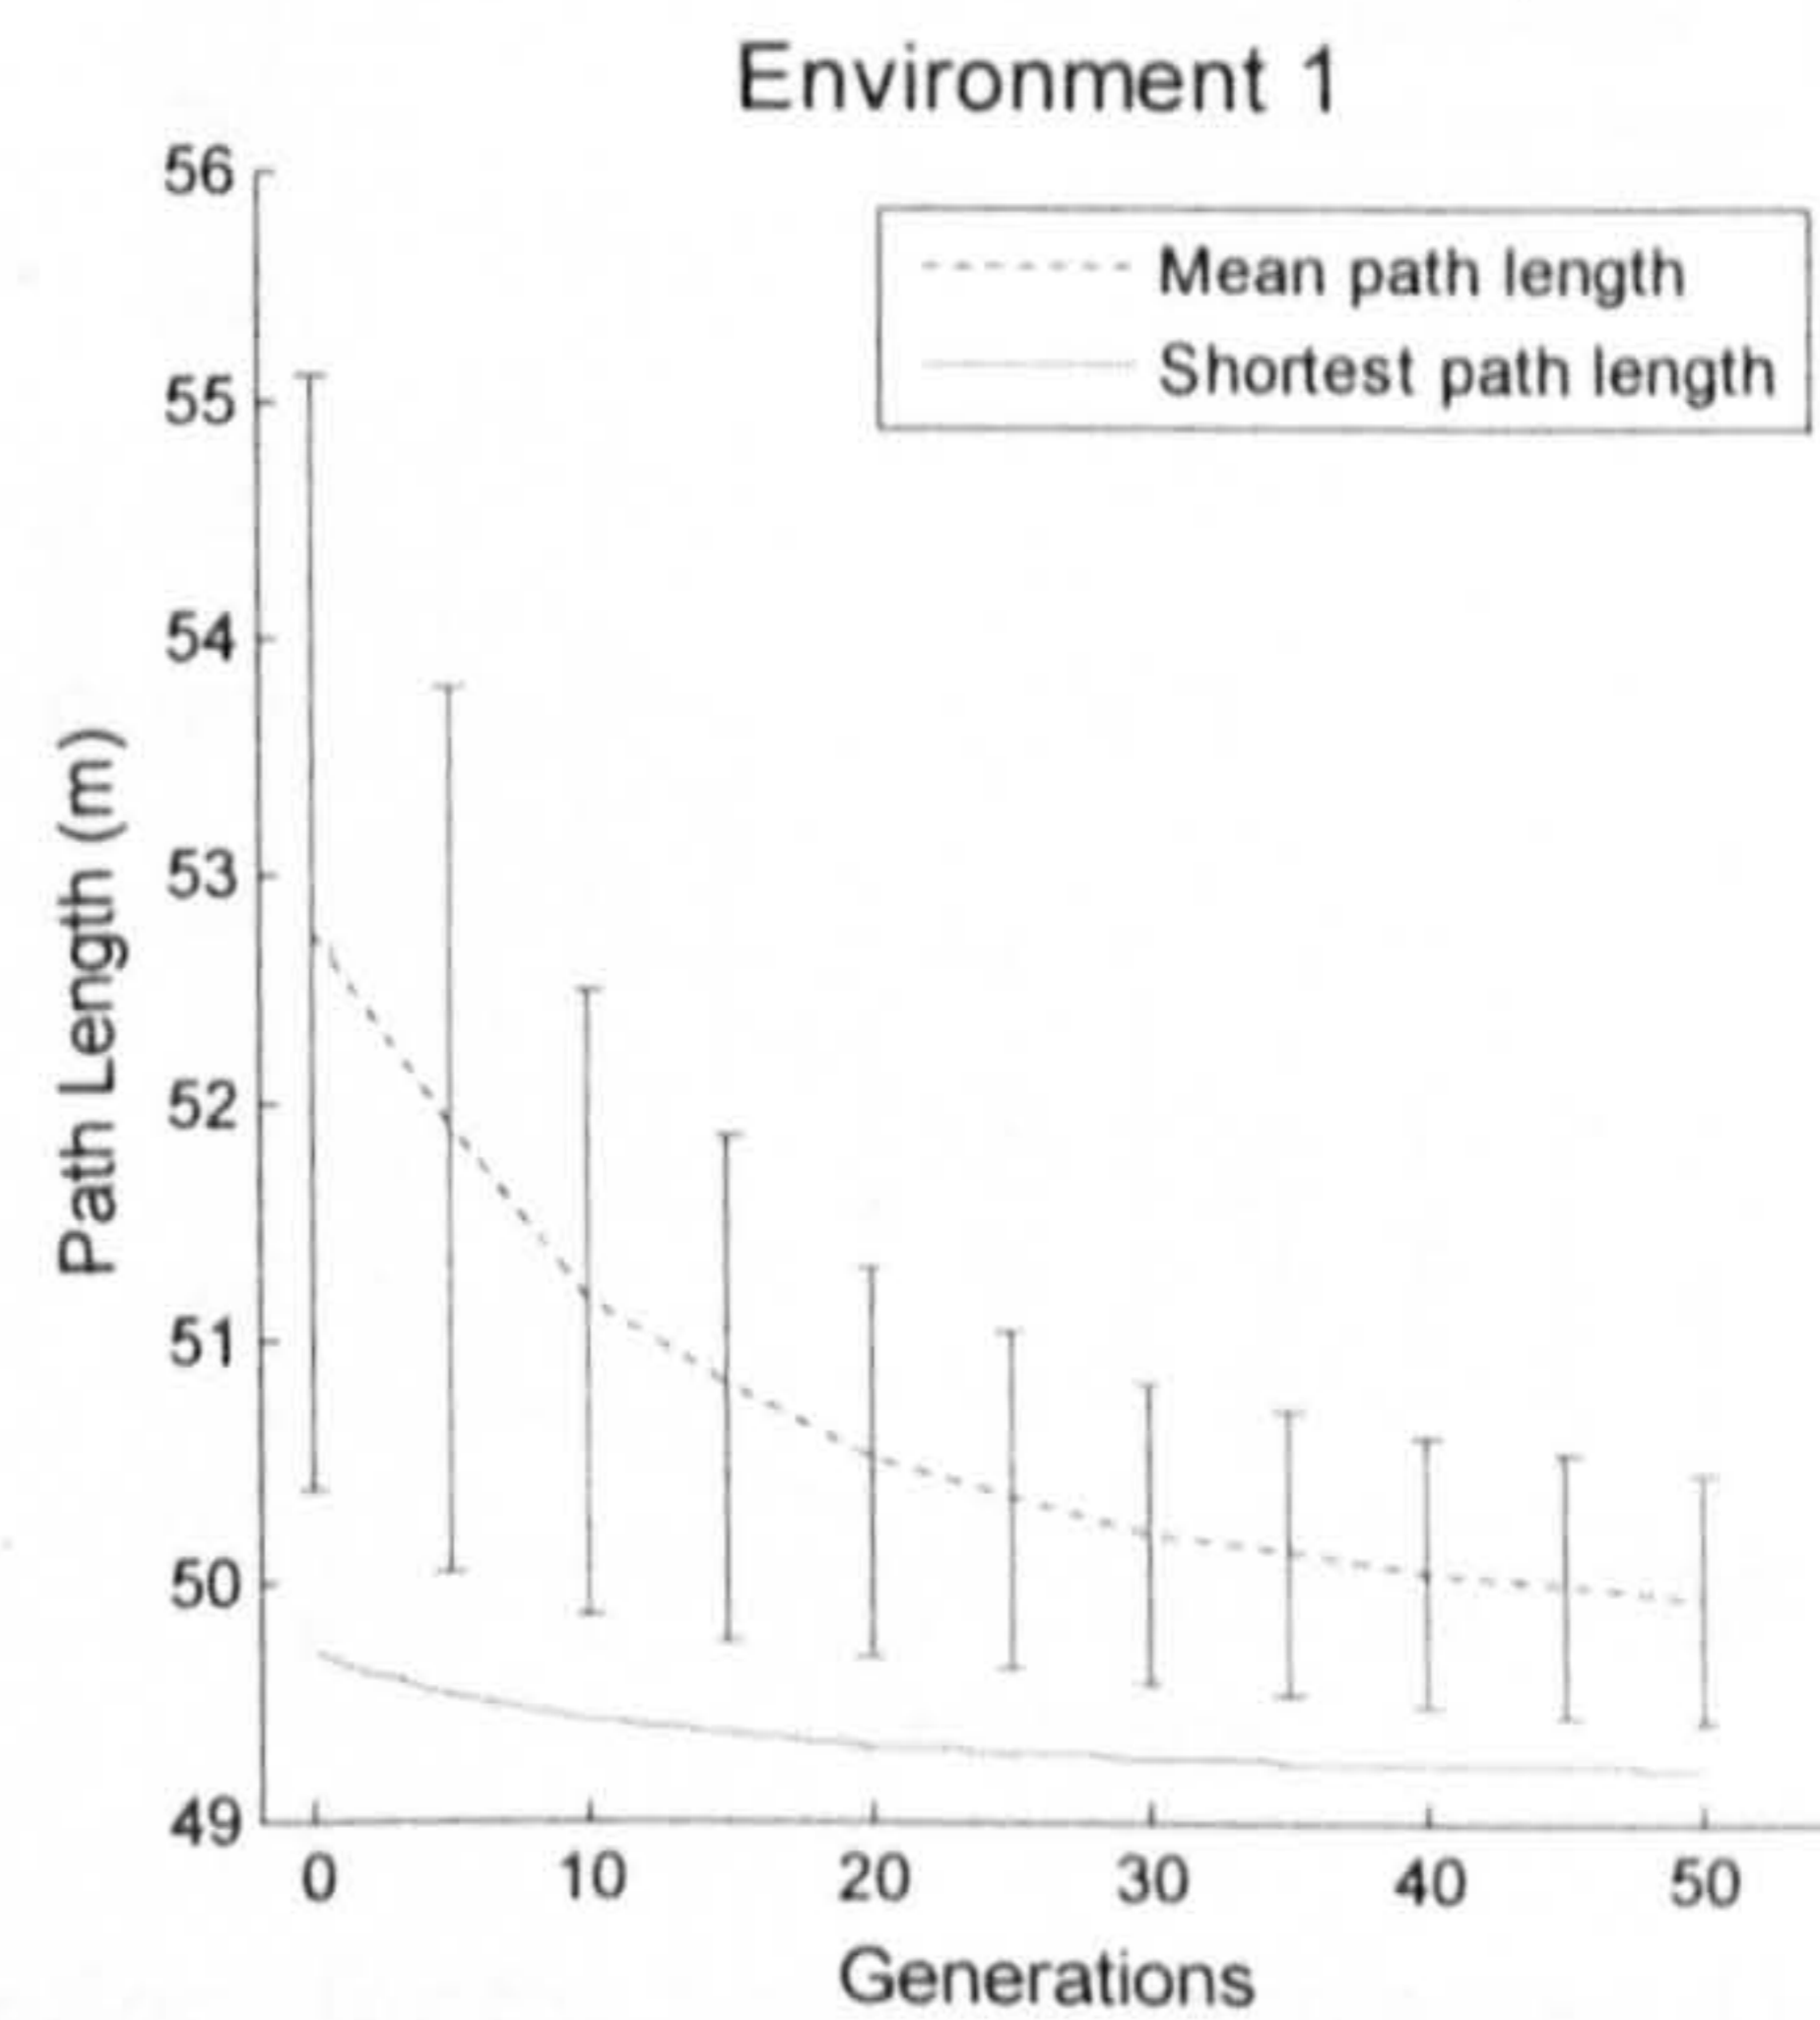 Environment 1
56
55
54
53
52
51
50
49
Path Length (m)
Mean path length
Shortest path length
0 10 20 30 40 50
Generations